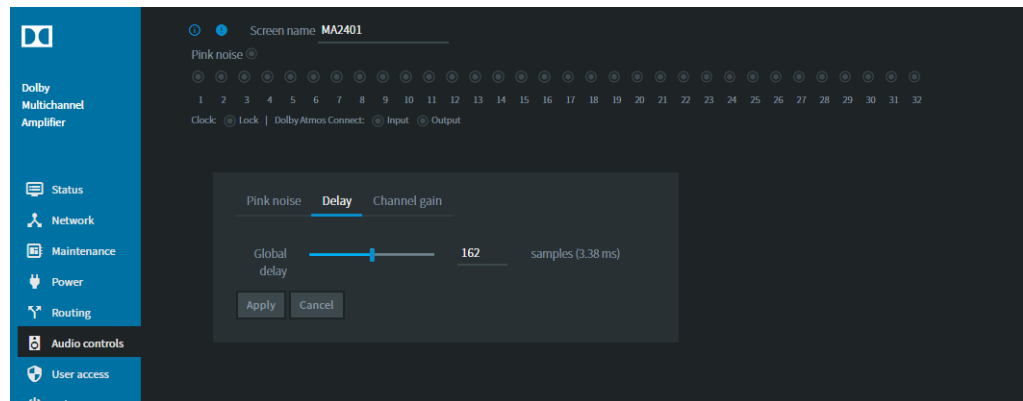 Screen name MA2401
Pink noise
1 2 3 4 5 6 7 8 9 10 11 12 13 14 15 16 17 18 19 20 21 22 23 24 25 26 27 28 29 30 31 32
Clock: Lock | Dolby Atmos Connect: Input Output
Dolby
Multichannel
Amplifier
Status
Network
Maintenance
Power
Routing
Audio controls
User access
Pink noise Delay Channel gain
Global
delay
162 samples (3.38 ms)
Apply Cancel